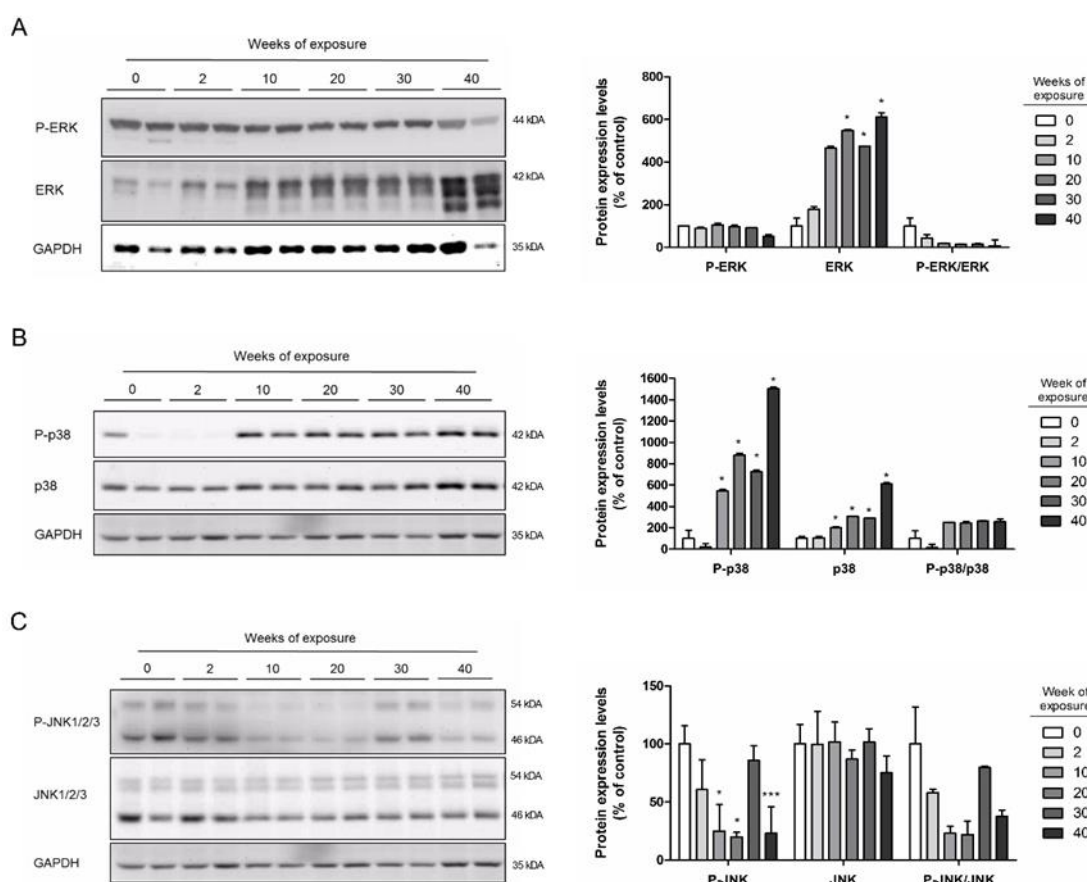 A
Weeks of exposure
0 2 10 20 30 40
P-ERK
44 kDA
ERK
42 kDA
GAPDH
35 kDA
Protein expression levels
(% of control)
800
600
400
200
0
* * * 
P-ERK ERK P-ERK/ERK
Weeks of
exposure
0
2
10
20
30
40
B
Weeks of exposure
0 2 10 20 30 40
P-p38
42 kDA
p38
42 kDA
GAPDH
35 kDA
Protein expression levels
(% of control)
1600
1400
1200
1000
800
600
400
200
0
* * * *
* * * *
P-p38 p38 P-p38/p38
Week of
exposure
0
2
10
20
30
40
C
Weeks of exposure
0 2 10 20 30 40
P-JNK1/2/3
54 kDA
46 kDA
JNK1/2/3
54 kDA
46 kDA
GAPDH
35 kDA
Protein expression levels
(% of control)
150
100
50
0
* * ***
P-JNK JNK P-JNK/JNK
Week of
exposure
0
2
10
20
30
40